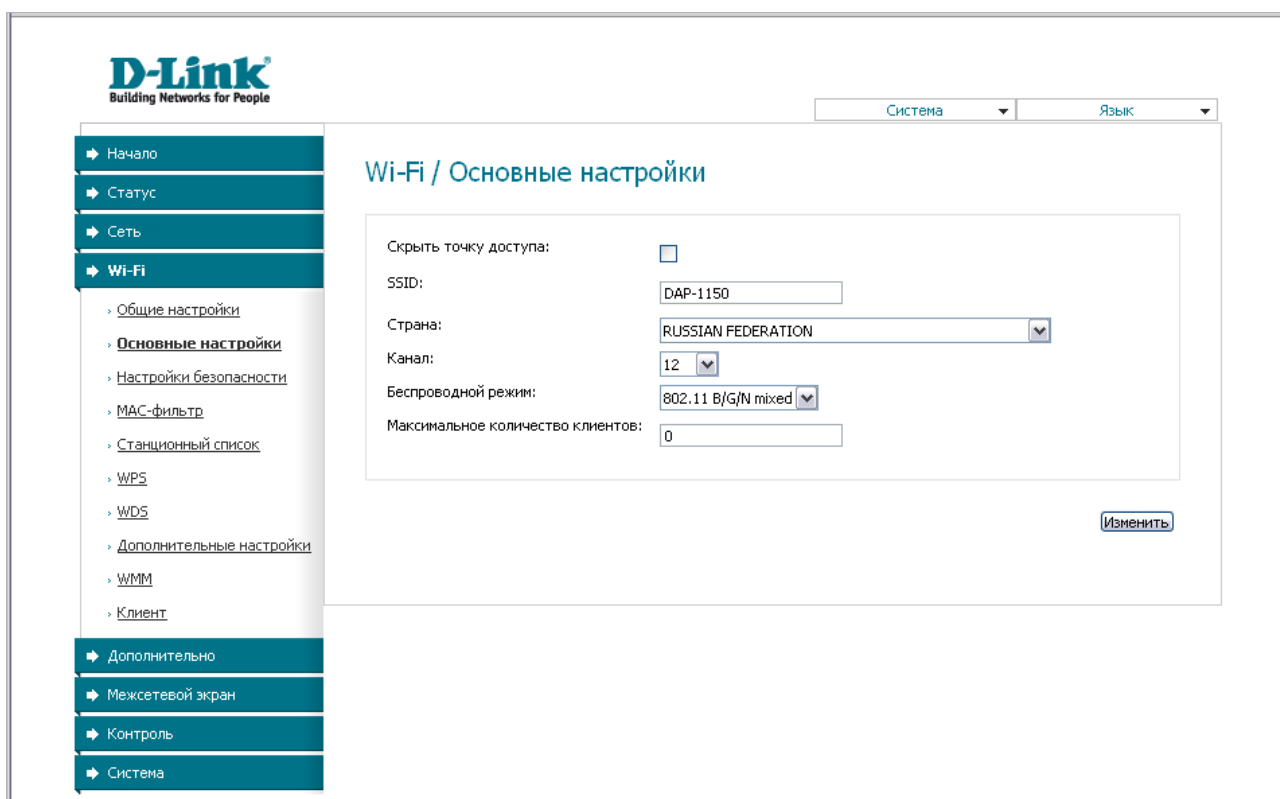 D-Link
Building Networks for People
Система
Язык
Начало
Статус
Сеть
Wi-Fi
Общие настройки
Основные настройки
Настройки безопасности
MAC-фильтр
Станционный список
WPS
WDS
Дополнительные настройки
WMM
Клиент
Дополнительно
Межсетевой экран
Контроль
Система
Wi-Fi / Основные настройки
Скрыть точку доступа:
SSID: DAP-1150
Страна: RUSSIAN FEDERATION
Канал: 12
Беспроводной режим: 802.11 B/G/N mixed
Максимальное количество клиентов: 0
Изменить